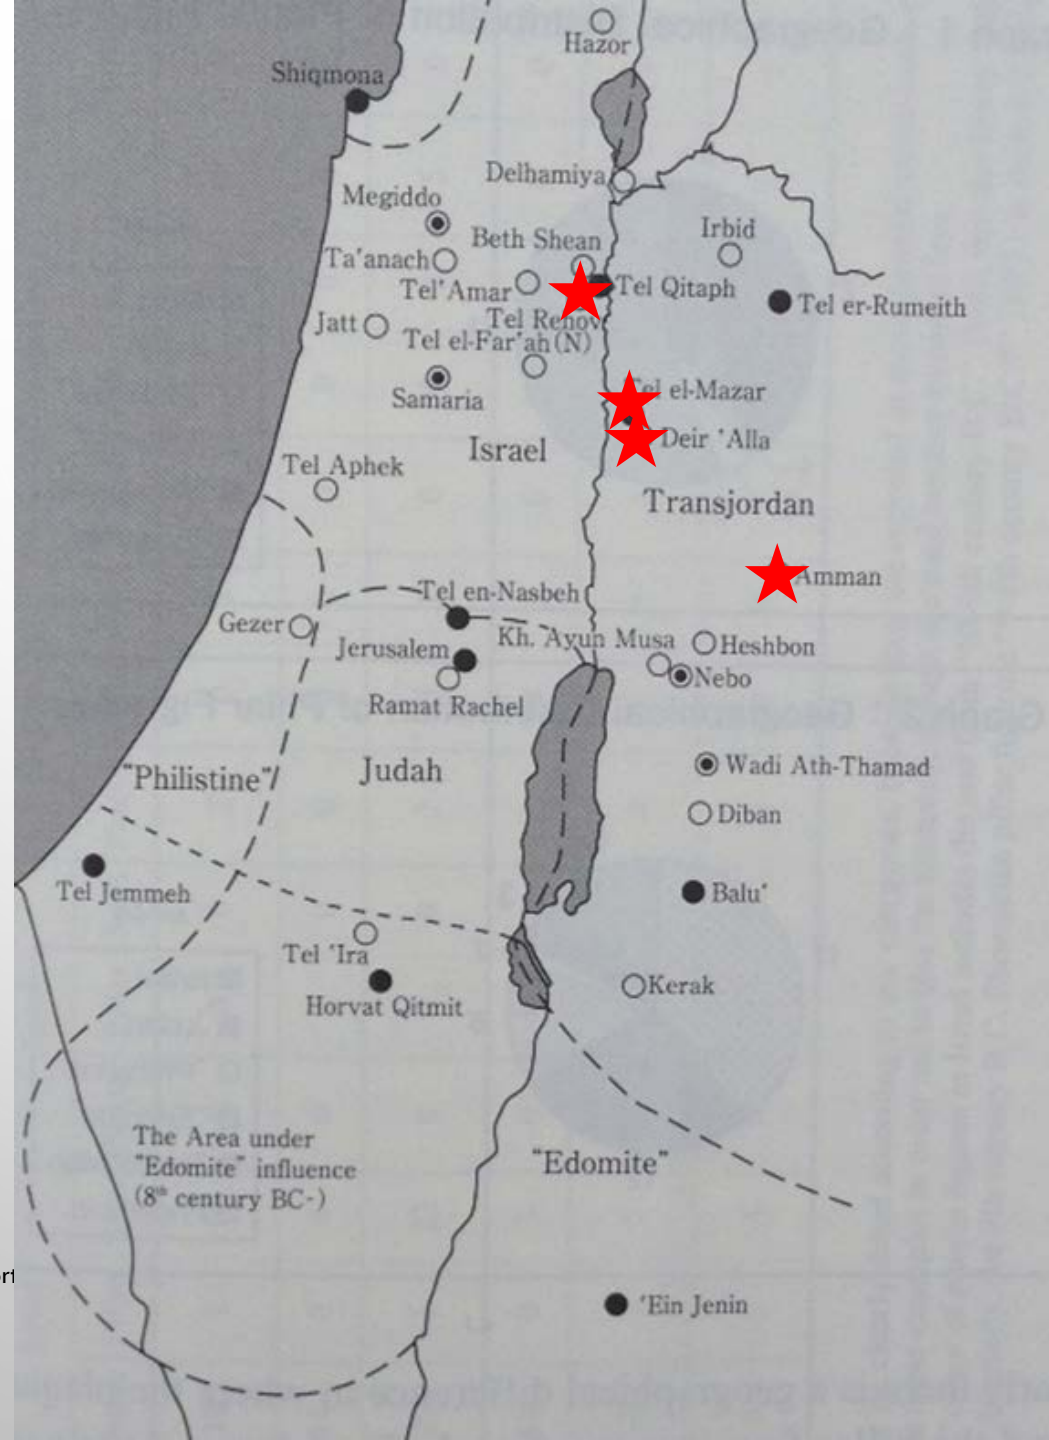 Hazor
Shiqmona
Delhamiya
Megiddo
Irbid
Beth Shean
Ta'anach
Tel Qitaph
Tel'Amar
Tel er-Rumeith
Tel Rehov
Jatt
Tel el-Far'ah(N)
el-Mazar
Samaria
Deir 'Alla
Israel
Tel Aphek
Transjordan
Amman
Tel en-Nasbeh
Gezer
Kh. Ayun Musa
Heshbon
Jerusalem
Nebo
Ramat Rachel
Judah
"Philistine"
Wadi Ath-Thamad
Diban
Tel Jemmeh
Balu'
Tel 'Ira
Kerak
Horvat Qitmit
The Area under
"Edomite" influence
(8th century BC-)
"Edomite"
'Ein Jenin